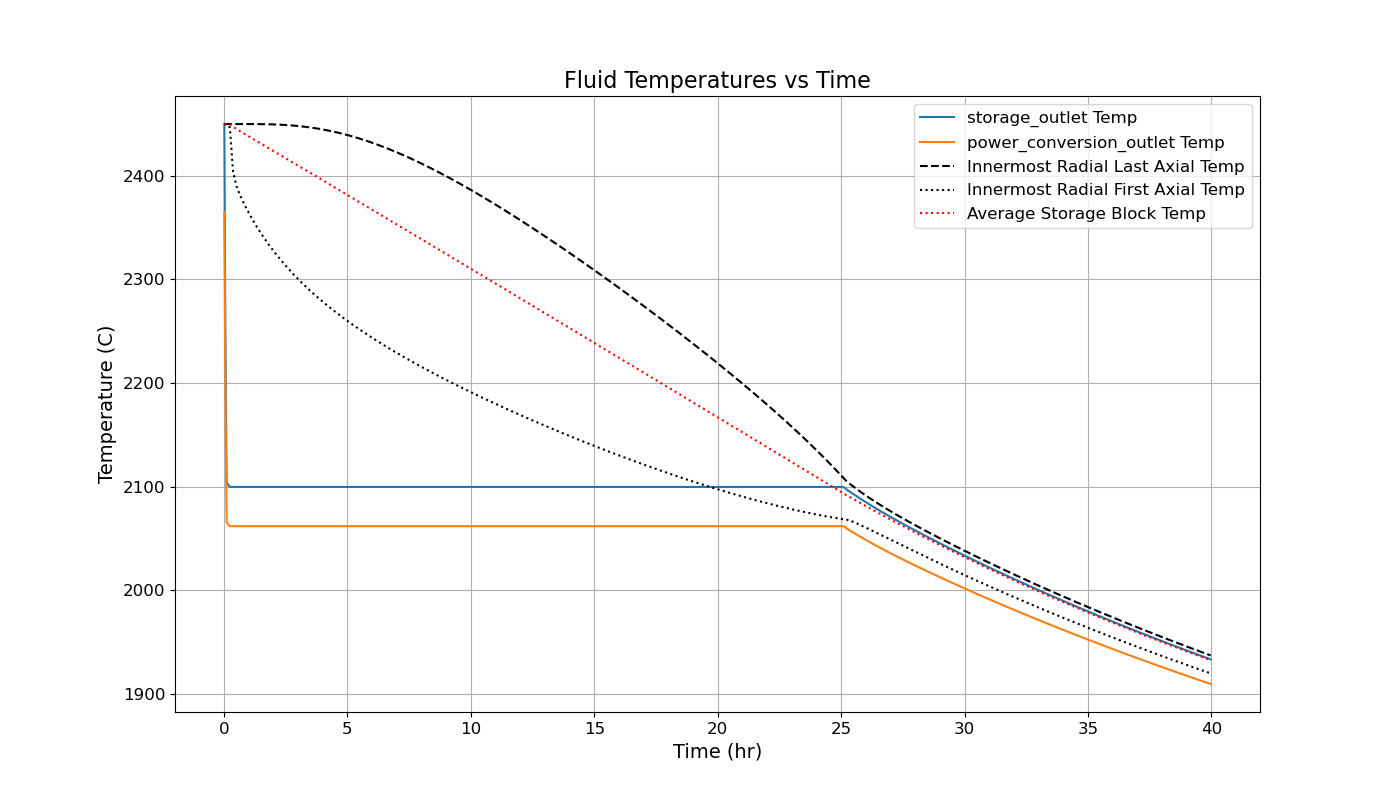 Fluid Temperatures vs Time
storage_outlet Temp
power_conversion_outlet Temp
Innermost Radial Last Axial Temp
Innermost Radial First Axial Temp
Average Storage Block Temp
Temperature (C)
2400
2300
2200
2100
2000
1900
0 5 10 15 20 25 30 35 40
Time (hr)